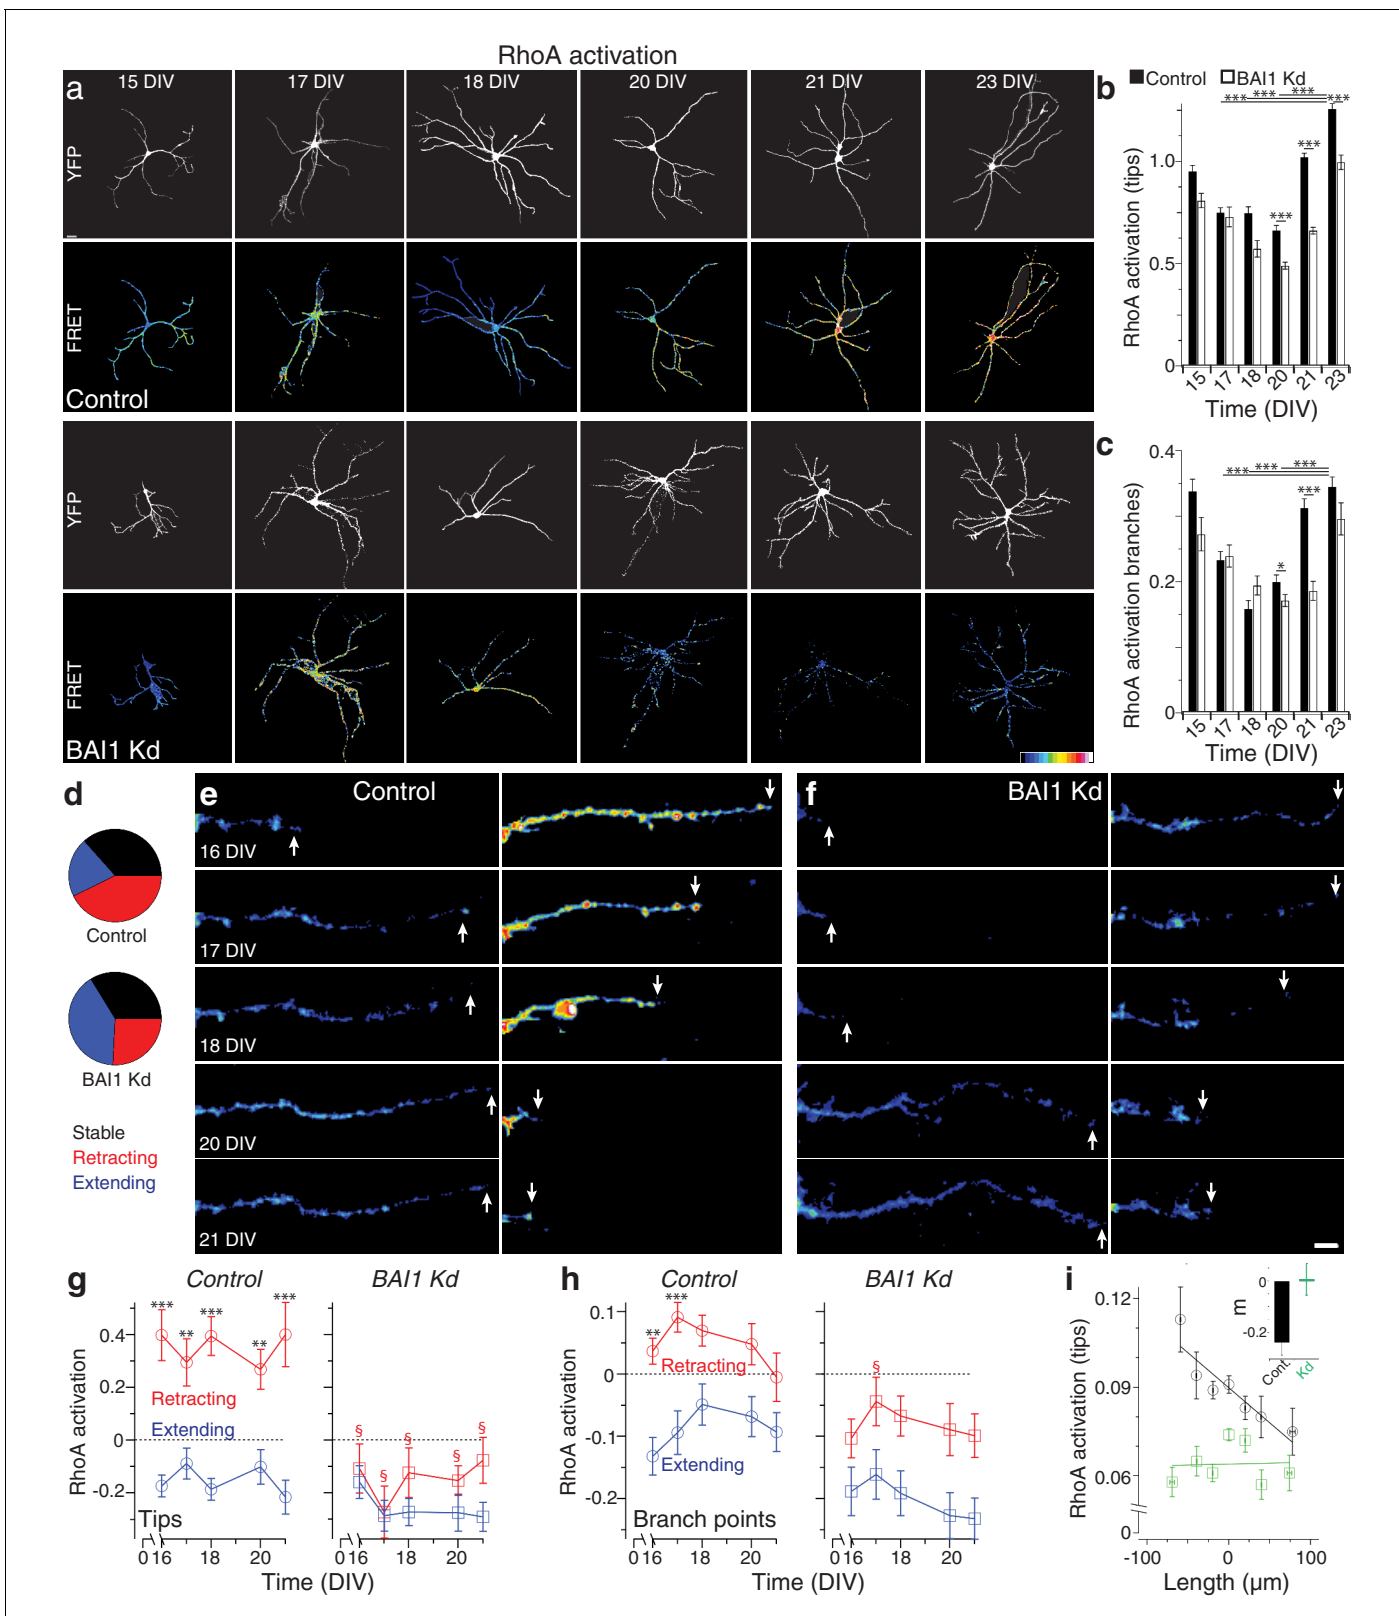 RhoA activation
a
15 DIV 17 DIV 18 DIV 20 DIV 21 DIV 23 DIV
YFP
FRET
Control
YFP
FRET
BAI1 Kd
b
Control BAI1 Kd
*** *** *** ***
***
***
RhoA activation (tips)
1.0
0.5
0
15 17 18 20 21 23
Time (DIV)
c
*** *** ***
***
*
RhoA activation branches
0.4
0.2
0
15 17 18 20 21 23
Time (DIV)
d
Control
BAI1 Kd
Stable
Retracting
Extending
e
Control
16 DIV
17 DIV
18 DIV
20 DIV
21 DIV
f
BAI1 Kd
g
Control BAI1 Kd
RhoA activation
0.4
0.2
0
-0.2
*** ** *** ** ***
Retracting
Extending
Tips
§ § § § §
0 16 18 20 0 16 18 20
Time (DIV)
h
Control BAI1 Kd
RhoA activation
0.1
0
-0.1
-0.2
** ***
Retracting
Extending
Branch points
§
0 16 18 20 0 16 18 20
Time (DIV)
i
RhoA activation (tips)
0.12
0.09
0.06
0
m
0
-0.2
Cont. Kd
-100 0 100
Length (µm)